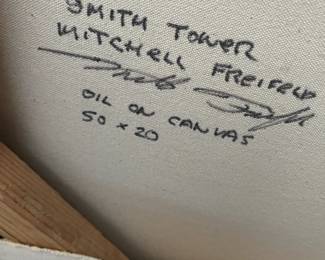 SMITH TOWER
MITCHELL FREIFELD
OIL ON CANVAS
50 x 20